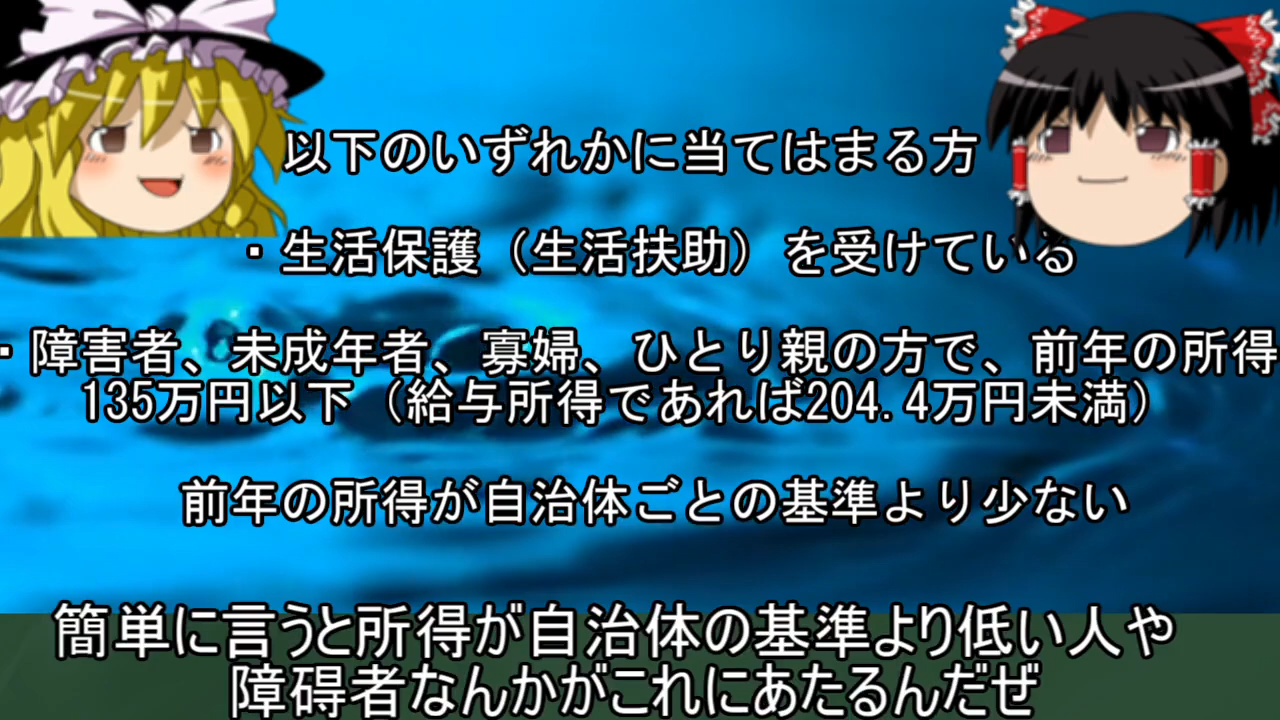 以下のいずれかに当てはまる方
・生活保護（生活扶助）を受けている
・障害者、未成年者、寡婦、ひとり親の方で、前年の所得
135万円以下（給与所得であれば204.4万円未満）
前年の所得が自治体ごとの基準より少ない
簡単に言うと所得が自治体の基準より低い人や
障碍者なんかがこれにあたるんだぜ